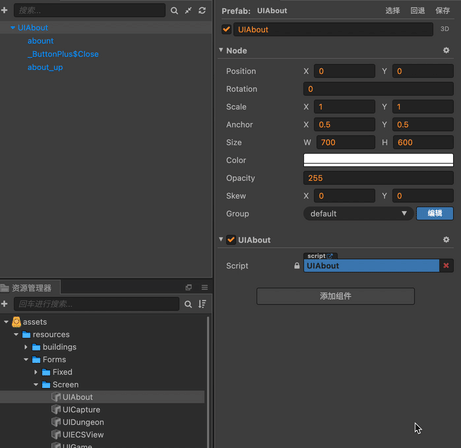 搜索...
UIAbout
abount
_ButtonPlus$Close
about_up
资源管理器
回车进行搜索...
assets
resources
buildings
Forms
Fixed
Screen
UIAbout
UICapture
UIDungeon
UIECSView
UIGame
Prefab: UIAbout 选择 回退 保存
UIAbout 3D
Node
Position X 0 Y 0
Rotation 0
Scale X 1 Y 1
Anchor X 0.5 Y 0.5
Size W 700 H 600
Color
Opacity 255
Skew X 0 Y 0
Group default 编辑
UIAbout
script
Script UIAbout
添加组件